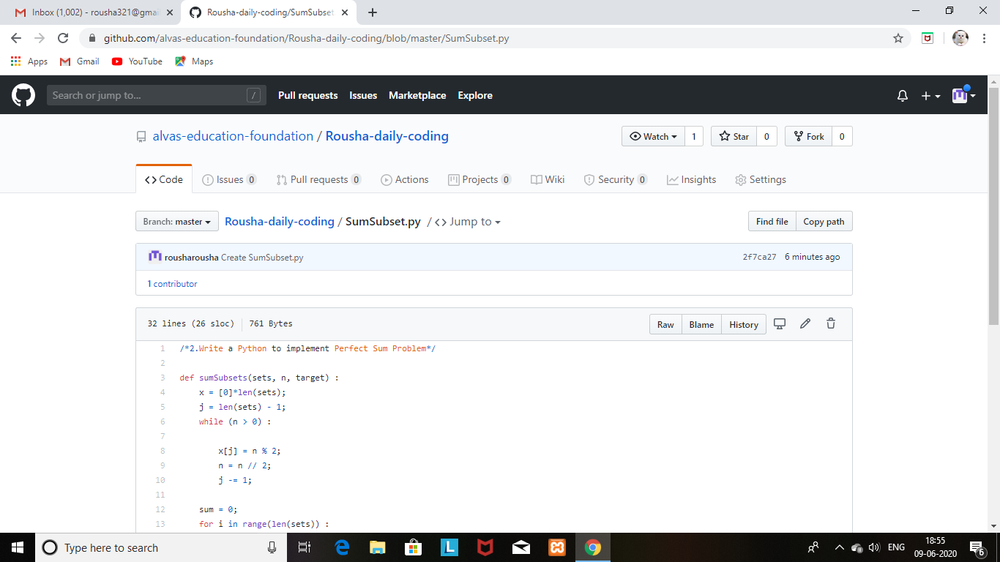 Inbox (1,002) - rousha321@gmai
Rousha-daily-coding/SumSubset.
github.com/alvas-education-foundation/Rousha-daily-coding/blob/master/SumSubset.py
Apps Gmail YouTube Maps
Search or jump to... / Pull requests Issues Marketplace Explore
alvas-education-foundation / Rousha-daily-coding
Watch 1 Star 0 Fork 0
Code Issues 0 Pull requests 0 Actions Projects 0 Wiki Security 0 Insights Settings
Branch: master Rousha-daily-coding / SumSubset.py / <> Jump to
Find file Copy path
rousharousha Create SumSubset.py
2f7ca27 6 minutes ago
1 contributor
32 lines (26 sloc) 761 Bytes
Raw Blame History
1 /*2.Write a Python to implement Perfect Sum Problem*/
2
3 def sumSubsets(sets, n, target) :
4 x = [0]*len(sets);
5 j = len(sets) - 1;
6 while (n > 0) :
7
8 x[j] = n % 2;
9 n = n // 2;
10 j -= 1;
11
12 sum = 0;
13 for i in range(len(sets)) :
Type here to search
L
ENG
18:55
09-06-2020
6